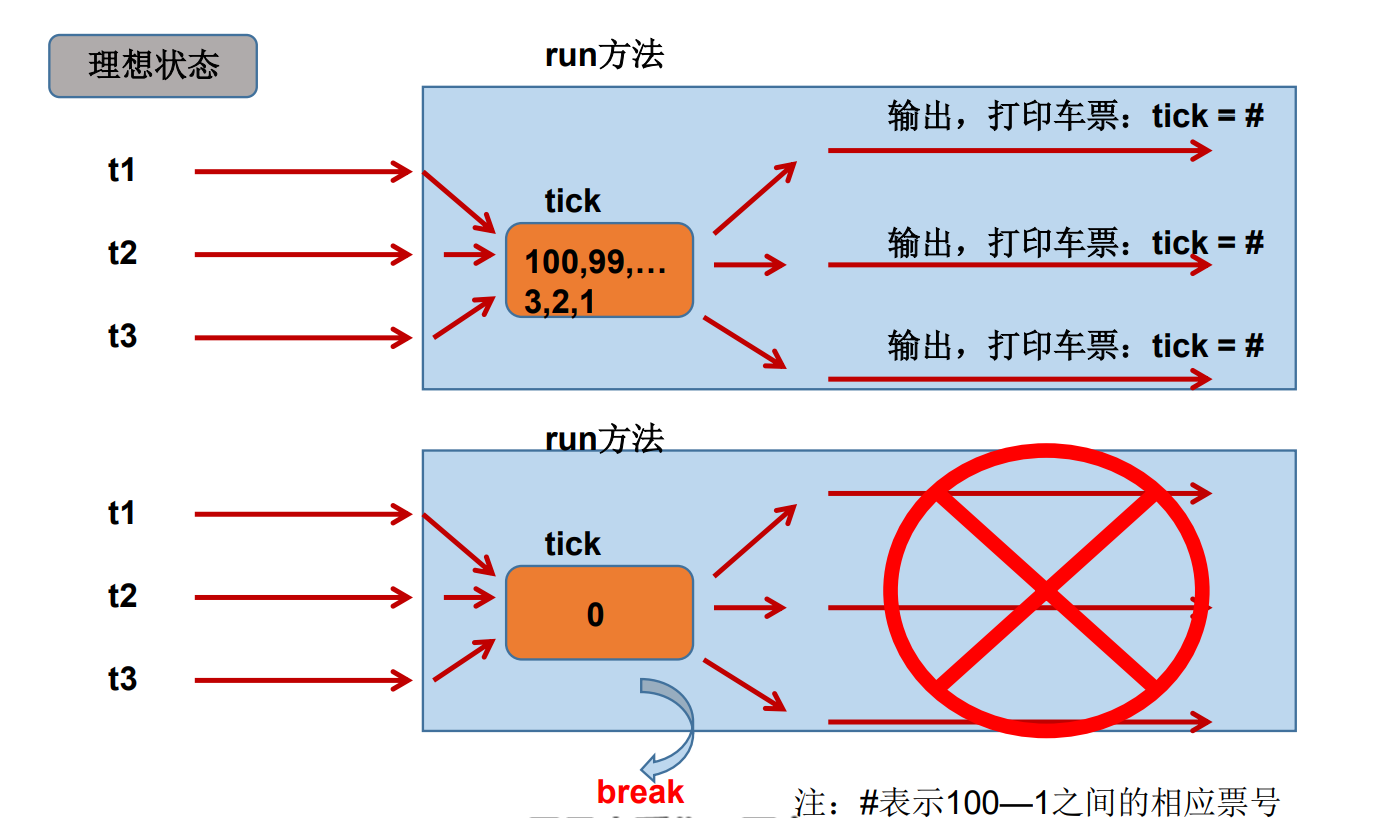 理想状态
run方法
输出，打印车票：tick = #
t1
tick
t2
100,99,…
3,2,1
输出，打印车票：tick = #
t3
输出，打印车票：tick = #
run方法
t1
tick
t2
0
t3
break
注：#表示100—1之间的相应票号